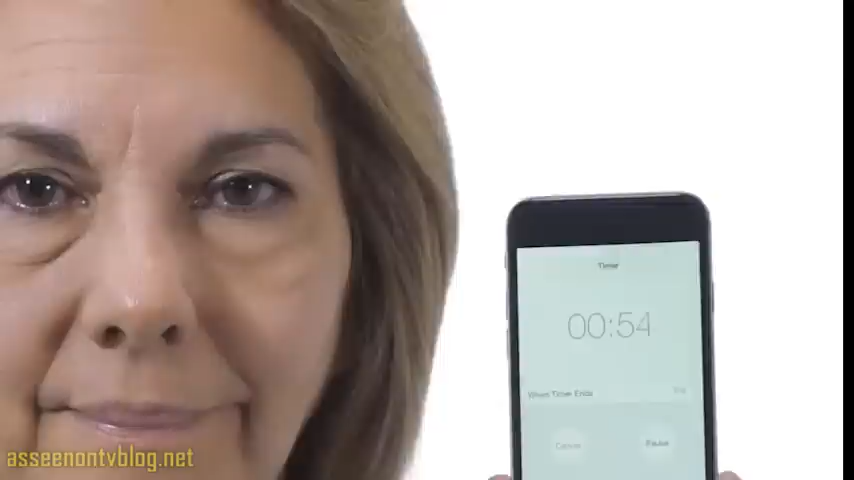 Timer
00:54
When Timer Ends
Cancel
Pause
asseenontvblog.net